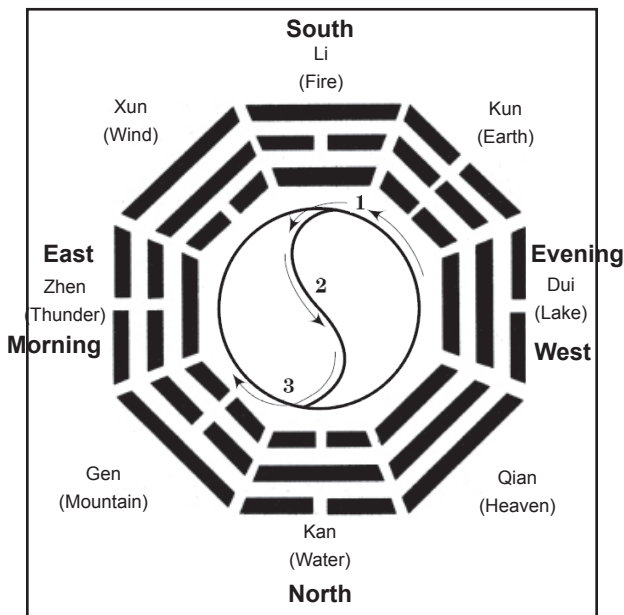 South
Li
(Fire)
Xun
(Wind)
Kun
(Earth)
1
East
Zhen
(Thunder)
Morning
2
Evening
Dui
(Lake)
West
3
Gen
(Mountain)
Qian
(Heaven)
Kan
(Water)
North